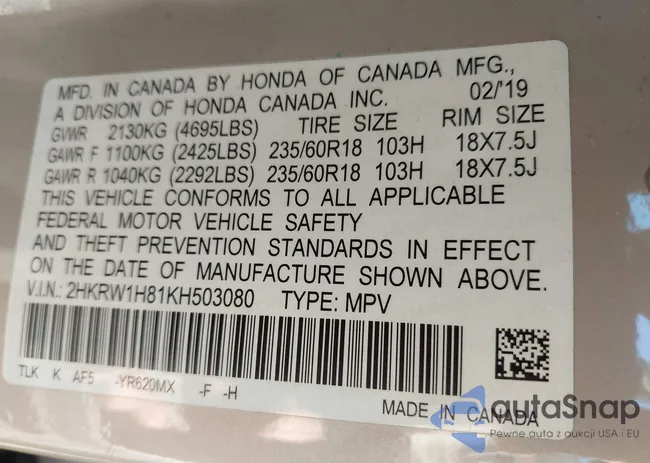 MFD. IN CANADA BY HONDA OF CANADA MFG.,
A DIVISION OF HONDA CANADA INC. 02/'19
GVWR 2130KG (4695LBS) TIRE SIZE RIM SIZE
GAWR F 1100KG (2425LBS) 235/60R18 103H 18X7.5J
GAWR R 1040KG (2292LBS) 235/60R18 103H 18X7.5J
THIS VEHICLE CONFORMS TO ALL APPLICABLE
FEDERAL MOTOR VEHICLE SAFETY
AND THEFT PREVENTION STANDARDS IN EFFECT
ON THE DATE OF MANUFACTURE SHOWN ABOVE.
V.I.N.: 2HKRW1H81KH503080 TYPE: MPV
TLK K AF5 -YR620MX -F -H
MADE IN CANADA
autaSnap
Pewne auta z aukcji USA i EU